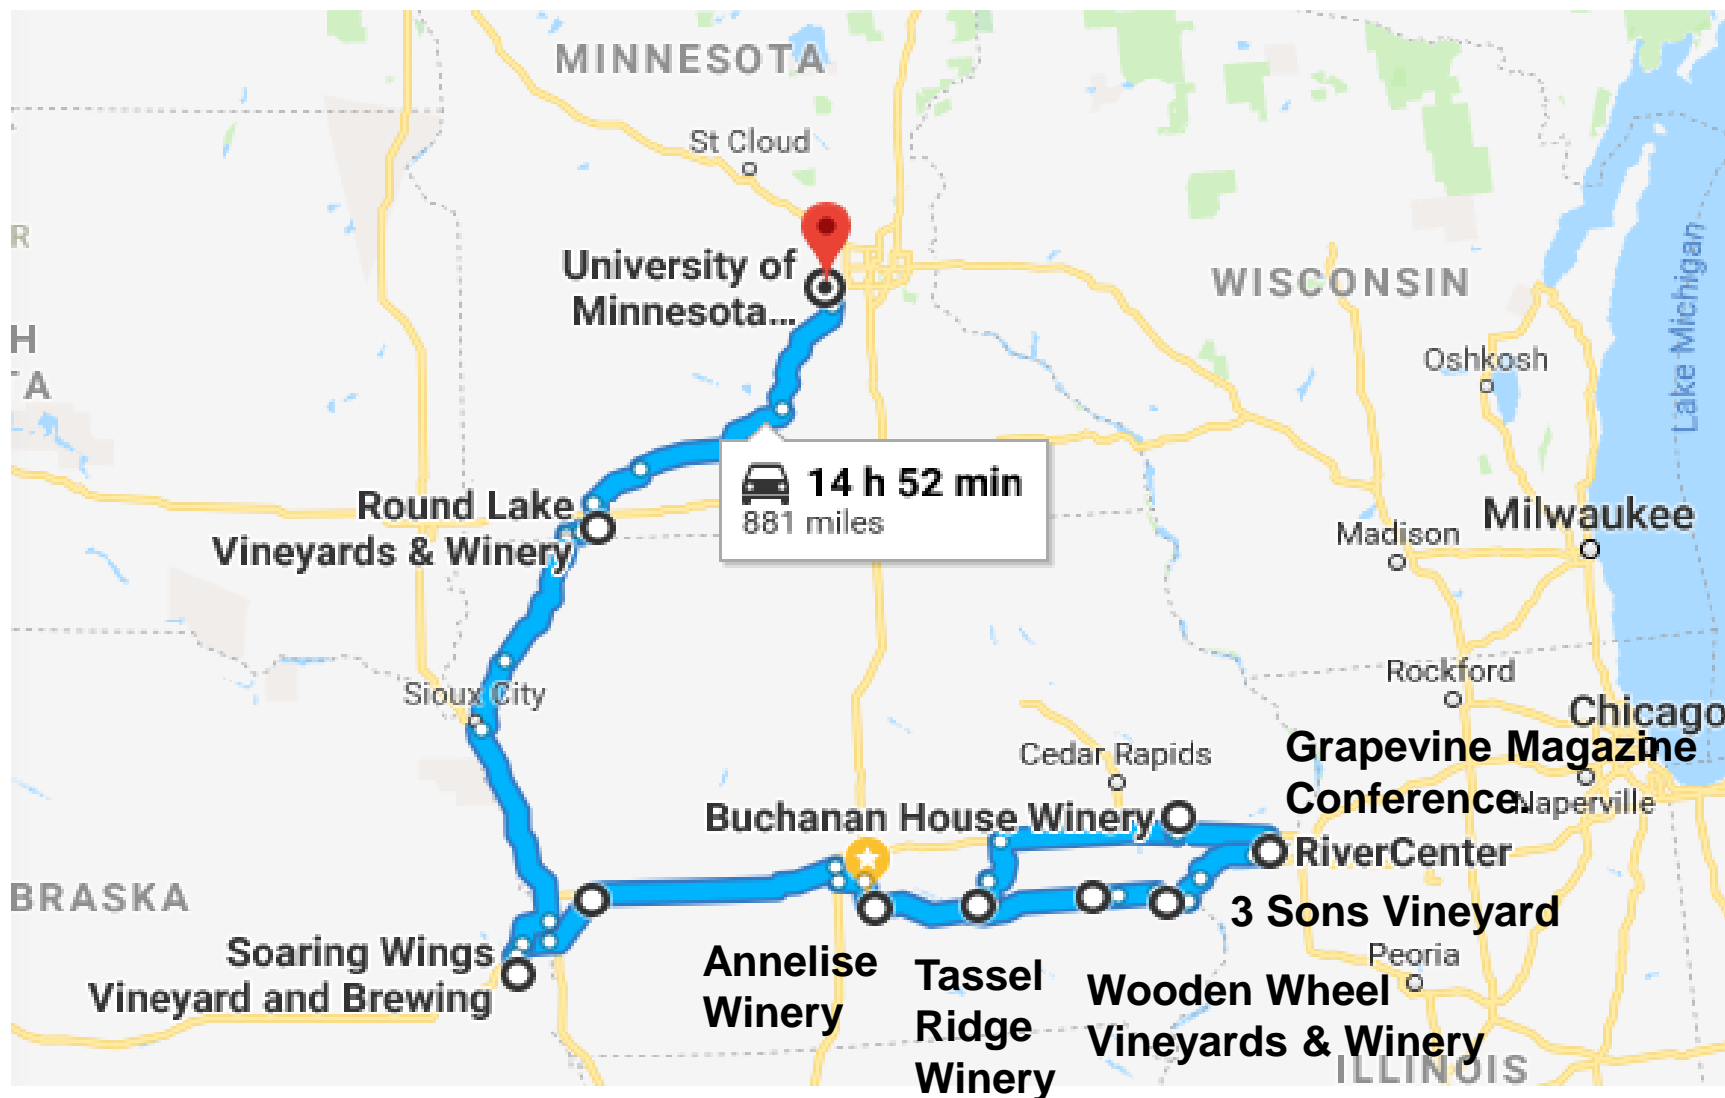 MINNESOTA
St Cloud
R
University of
Minnesota...
WISCONSIN
Lake Michigan
H
TA
Oshkosh
14 h 52 min
881 miles
Round Lake
Vineyards & Winery
Madison
Milwaukee
Sioux City
Rockford
Chicago
Cedar Rapids
Grapevine Magazine
Conference.
Naperville
Buchanan House Winery
RiverCenter
BRASKA
3 Sons Vineyard
Soaring Wings
Vineyard and Brewing
Peoria
Annelise
Winery
Tassel
Ridge
Winery
Wooden Wheel
Vineyards & Winery
ILLINOIS